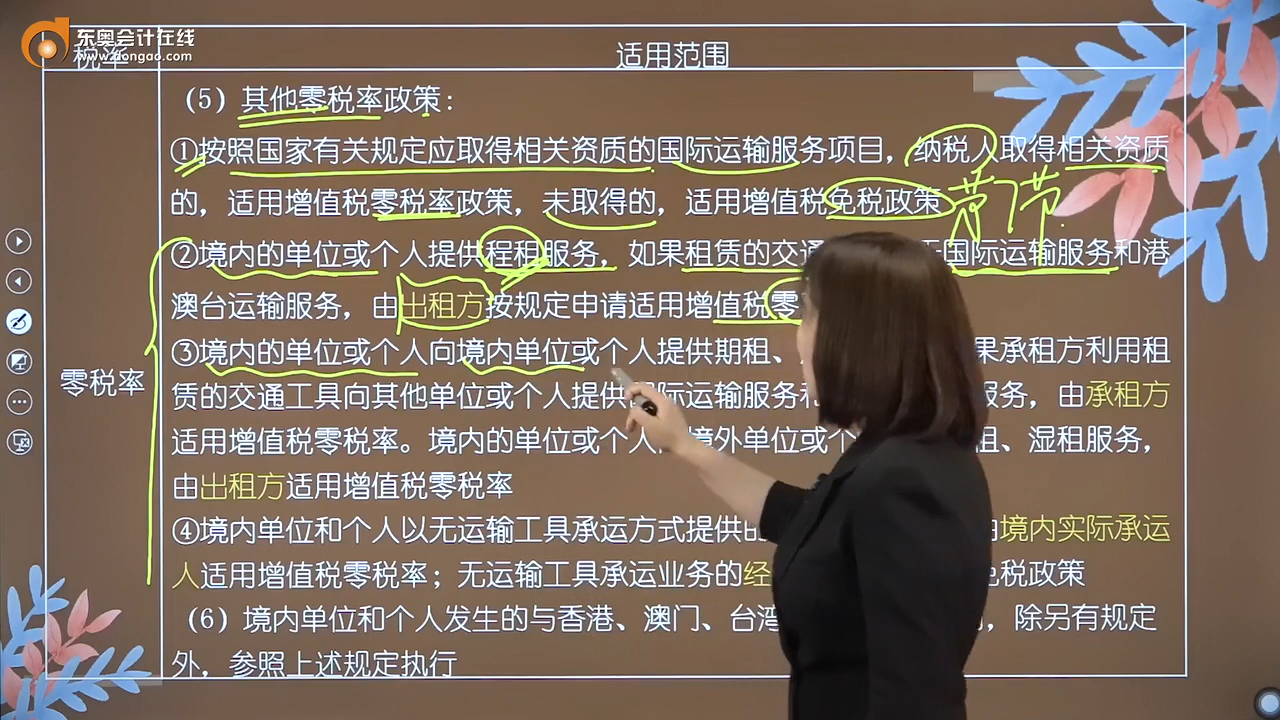 东奥会计在线
www.dongao.com
税率
适用范围
零税率
（5）其他零税率政策：
①按照国家有关规定应取得相关资质的国际运输服务项目，纳税人取得相关资质
的，适用增值税零税率政策，未取得的，适用增值税免税政策
②境内的单位或个人提供程租服务，如果租赁的交通 国际运输服务和港
澳台运输服务，由出租方按规定申请适用增值税零
③境内的单位或个人向境内单位或个人提供期租、 果承租方利用租
赁的交通工具向其他单位或个人提供国际运输服务和 服务，由承租方
适用增值税零税率。境内的单位或个人 境外单位或个 租、湿租服务，
由出租方适用增值税零税率
④境内单位和个人以无运输工具承运方式提供的 境内实际承运
人适用增值税零税率；无运输工具承运业务的经 免税政策
（6）境内单位和个人发生的与香港、澳门、台湾 ，除另有规定
外，参照上述规定执行